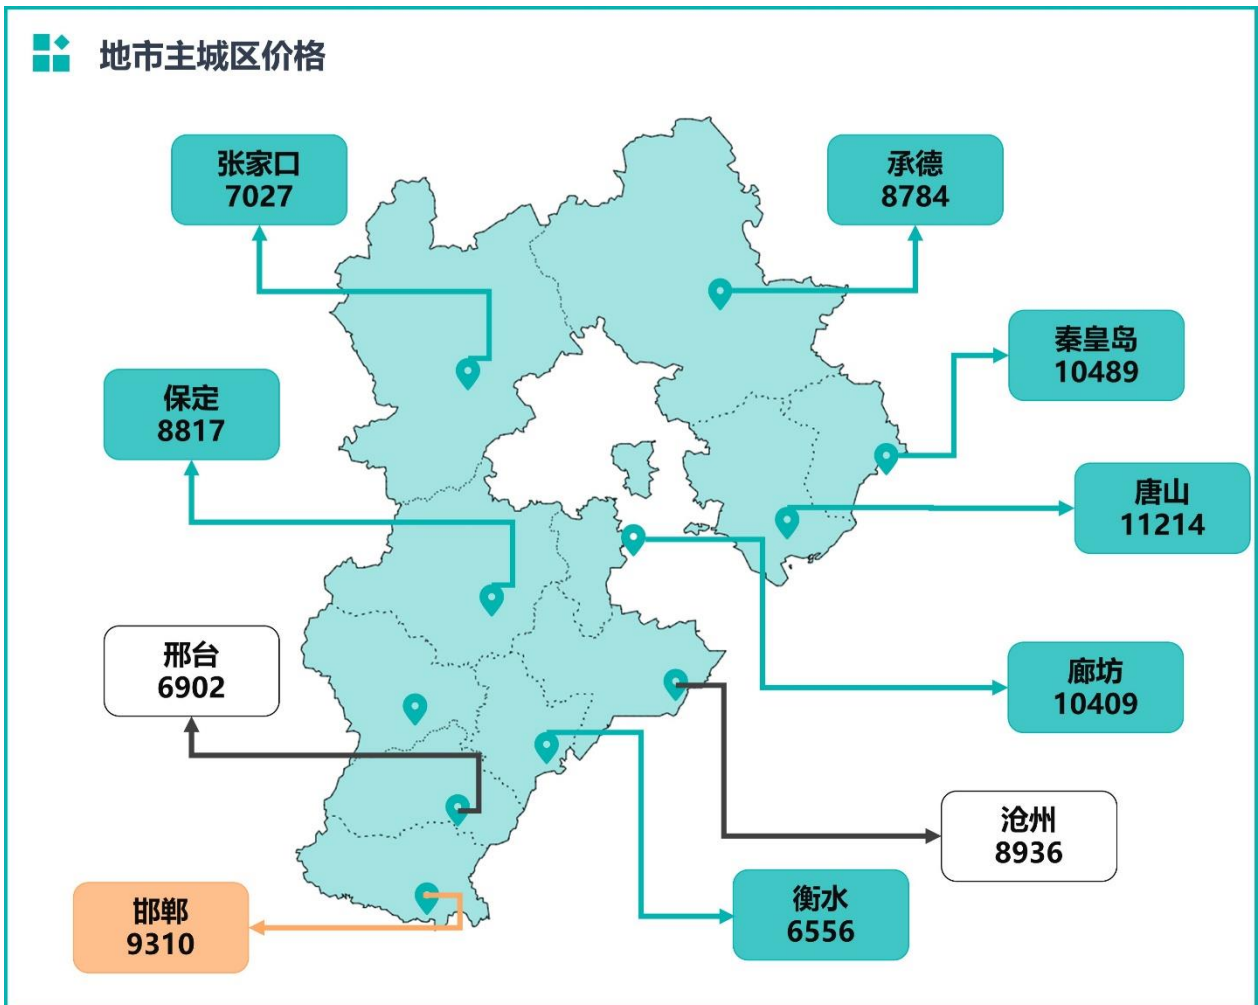 地市主城区价格
张家口
7027
承德
8784
秦皇岛
10489
保定
8817
唐山
11214
邢台
6902
廊坊
10409
沧州
8936
衡水
6556
邯郸
9310